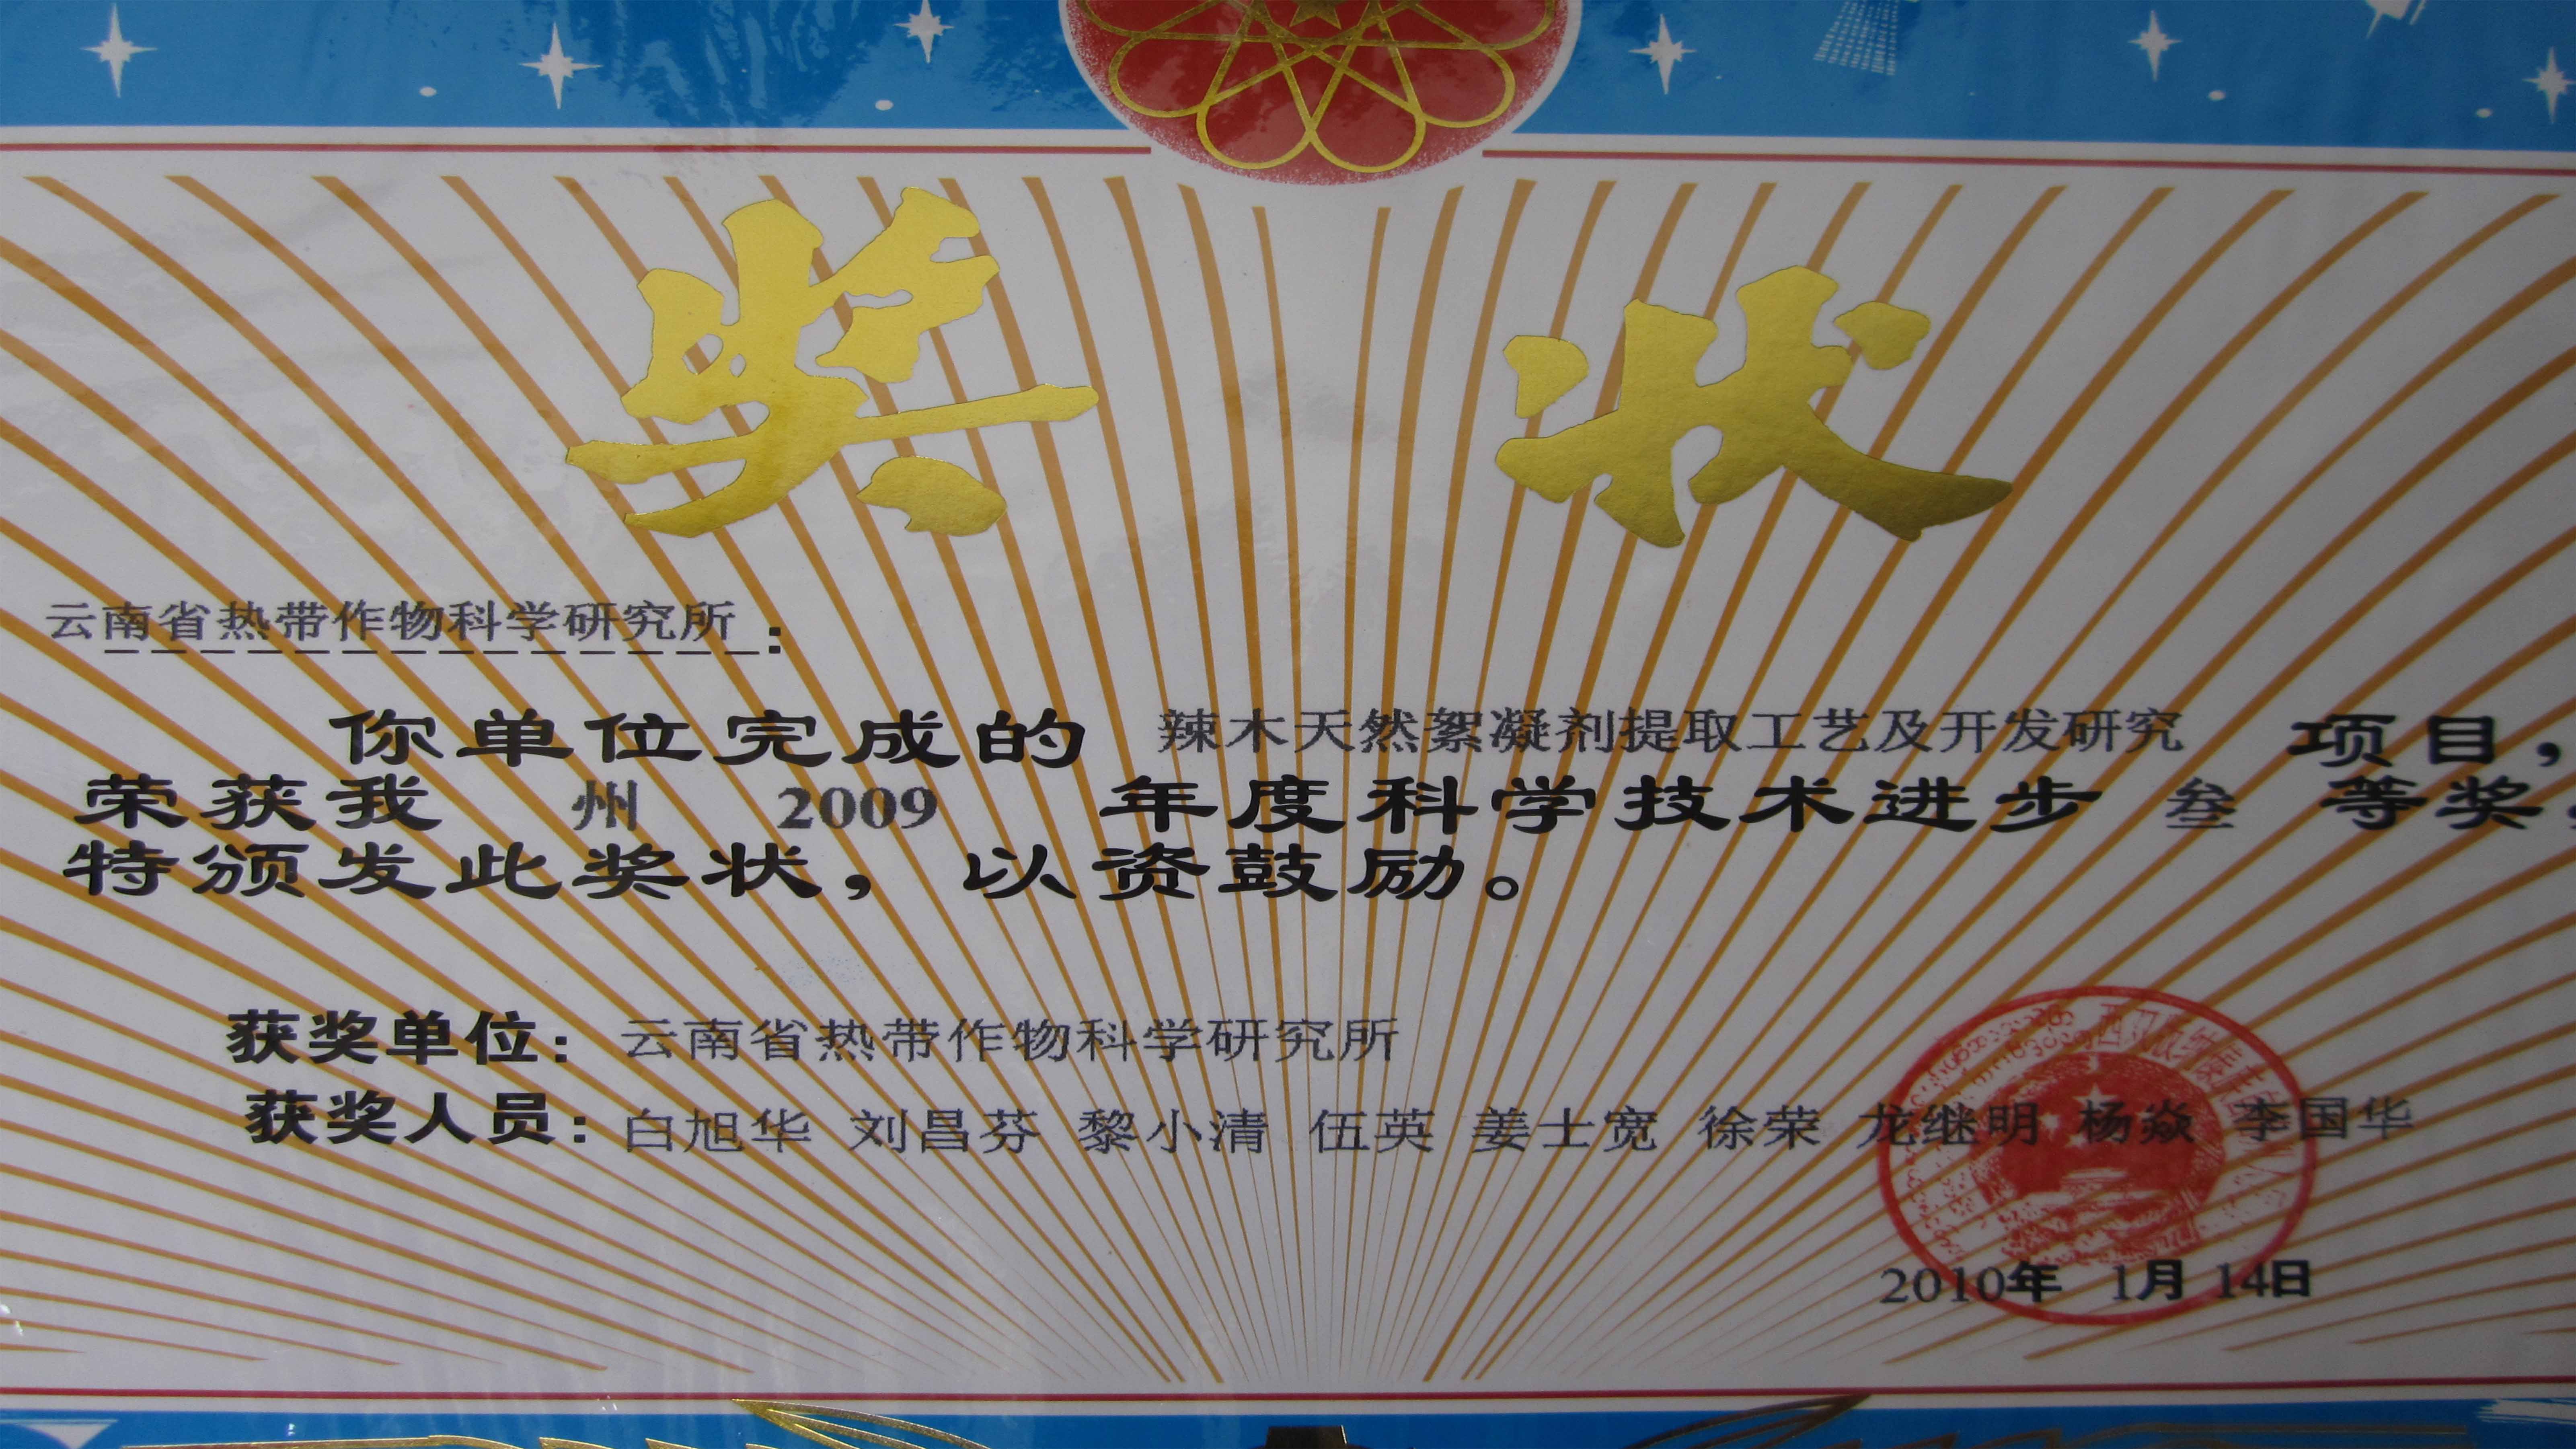 奖 状
云南省热带作物科学研究所:
你单位完成的 辣木天然絮凝剂提取工艺及开发研究 项目,
荣获我 州 2009 年度科学技术进步 叁 等奖
特颁发此奖状,以资鼓励。
获奖单位: 云南省热带作物科学研究所
获奖人员: 白旭华 刘昌芬 黎小清 伍英 姜士宽 徐荣 龙继明 杨焱 李国华
2010年 1月 14日